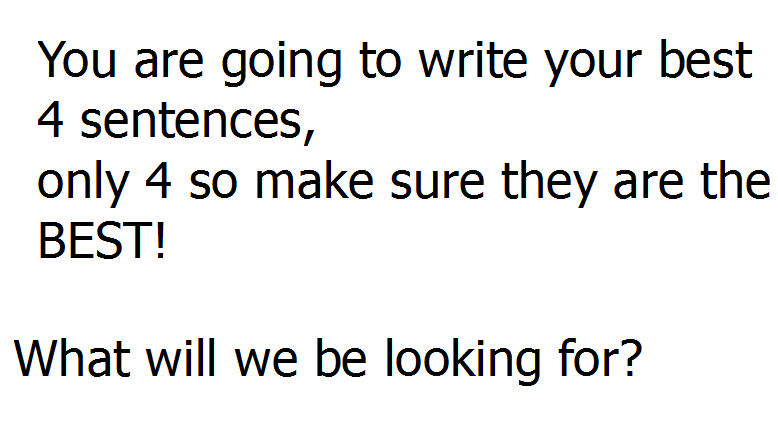 You are going to write your best
4 sentences,
only 4 so make sure they are the
BEST!
What will we be looking for?